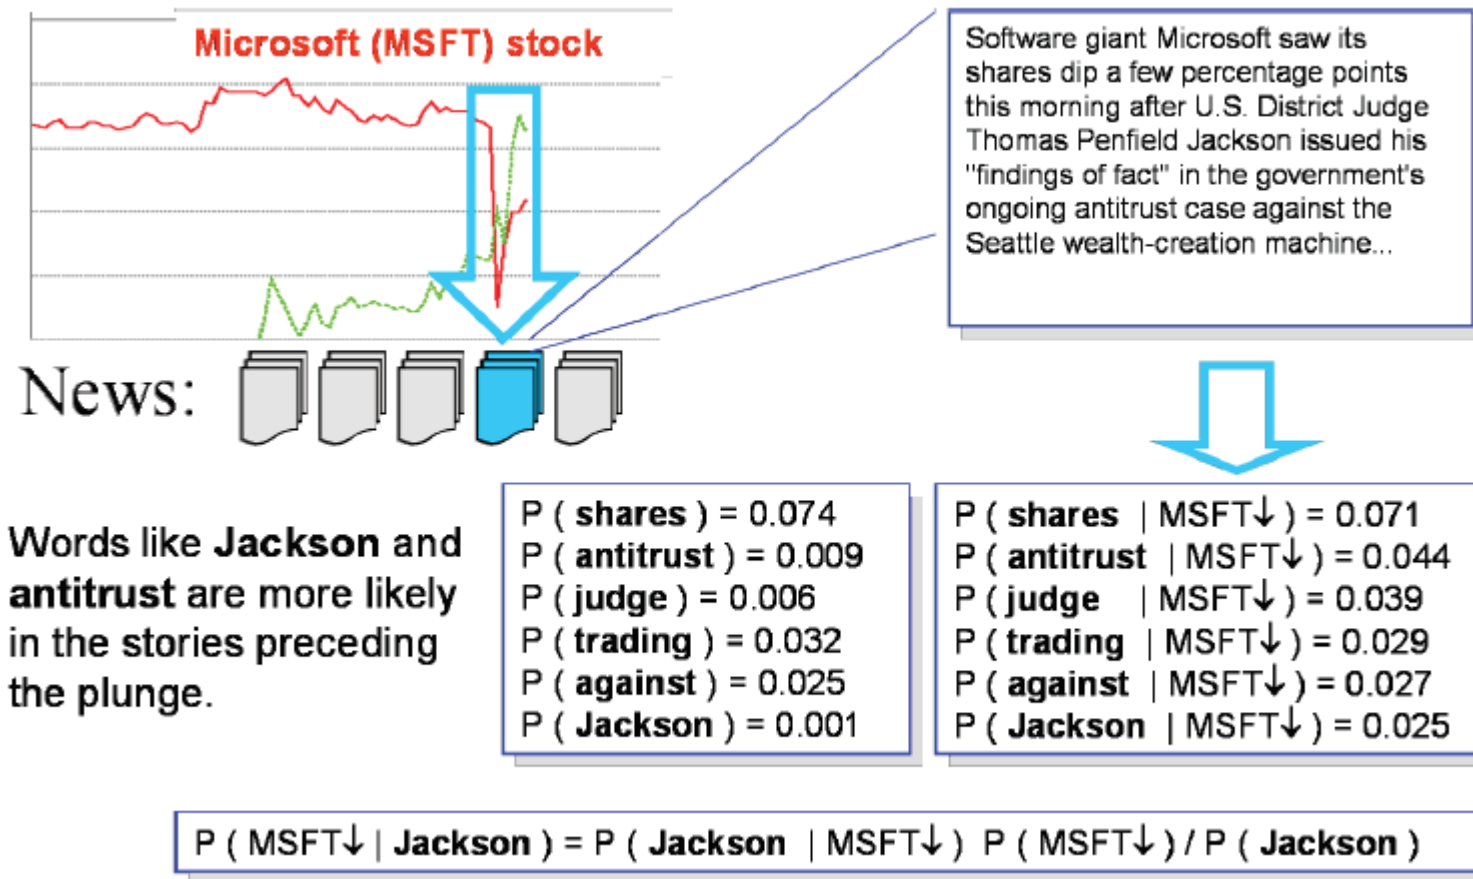 Microsoft (MSFT) stock
Software giant Microsoft saw its
shares dip a few percentage points
this morning after U.S. District Judge
Thomas Penfield Jackson issued his
"findings of fact" in the government's
ongoing antitrust case against the
Seattle wealth-creation machine...
News:
Words like Jackson and
antitrust are more likely
in the stories preceding
the plunge.
P ( shares ) = 0.074
P ( antitrust ) = 0.009
P ( judge ) = 0.006
P ( trading ) = 0.032
P ( against ) = 0.025
P ( Jackson ) = 0.001
P ( shares | MSFT↓ ) = 0.071
P ( antitrust | MSFT↓ ) = 0.044
P ( judge | MSFT↓ ) = 0.039
P ( trading | MSFT↓ ) = 0.029
P ( against | MSFT↓ ) = 0.027
P ( Jackson | MSFT↓ ) = 0.025
P ( MSFT↓ | Jackson ) = P ( Jackson | MSFT↓ ) P ( MSFT↓ ) / P ( Jackson )